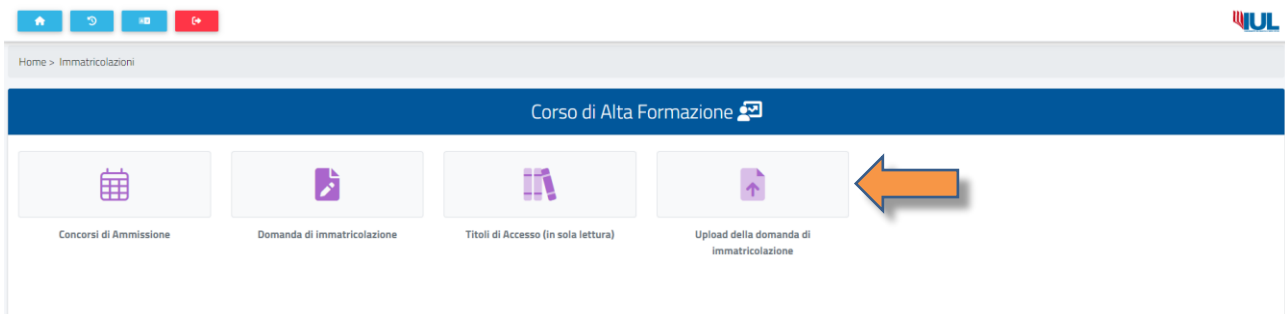 IUL
Home > Immatricolazioni
Corso di Alta Formazione
Concorsi di Ammissione
Domanda di immatricolazione
Titoli di Accesso (in sola lettura)
Upload della domanda di
immatricolazione